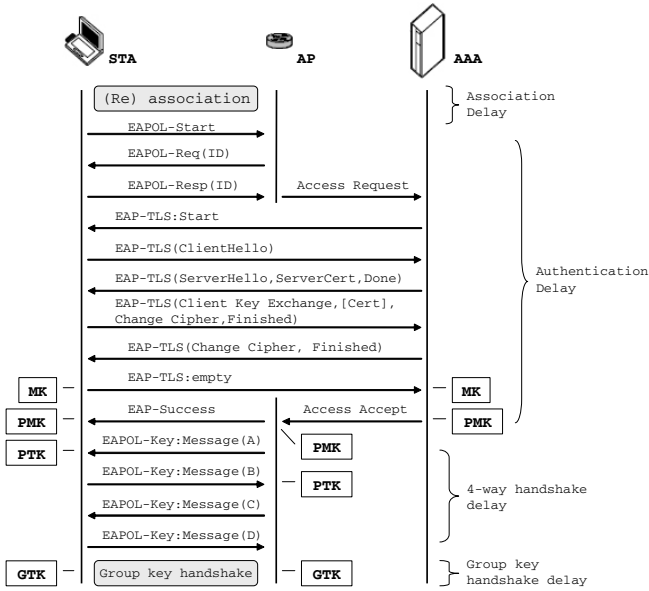 STA
AP
AAA
(Re) association
Association
Delay
EAPOL-Start
EAPOL-Req(ID)
EAPOL-Resp(ID)
Access Request
EAP-TLS:Start
EAP-TLS(ClientHello)
EAP-TLS(ServerHello,ServerCert,Done)
Authentication
Delay
EAP-TLS(Client Key Exchange,[Cert],
Change Cipher,Finished)
EAP-TLS(Change Cipher, Finished)
EAP-TLS:empty
MK
MK
EAP-Success
Access Accept
PMK
PMK
EAPOL-Key:Message(A)
PMK
PTK
EAPOL-Key:Message(B)
PTK
4-way handshake
delay
EAPOL-Key:Message(C)
EAPOL-Key:Message(D)
GTK
Group key handshake
GTK
Group key
handshake delay